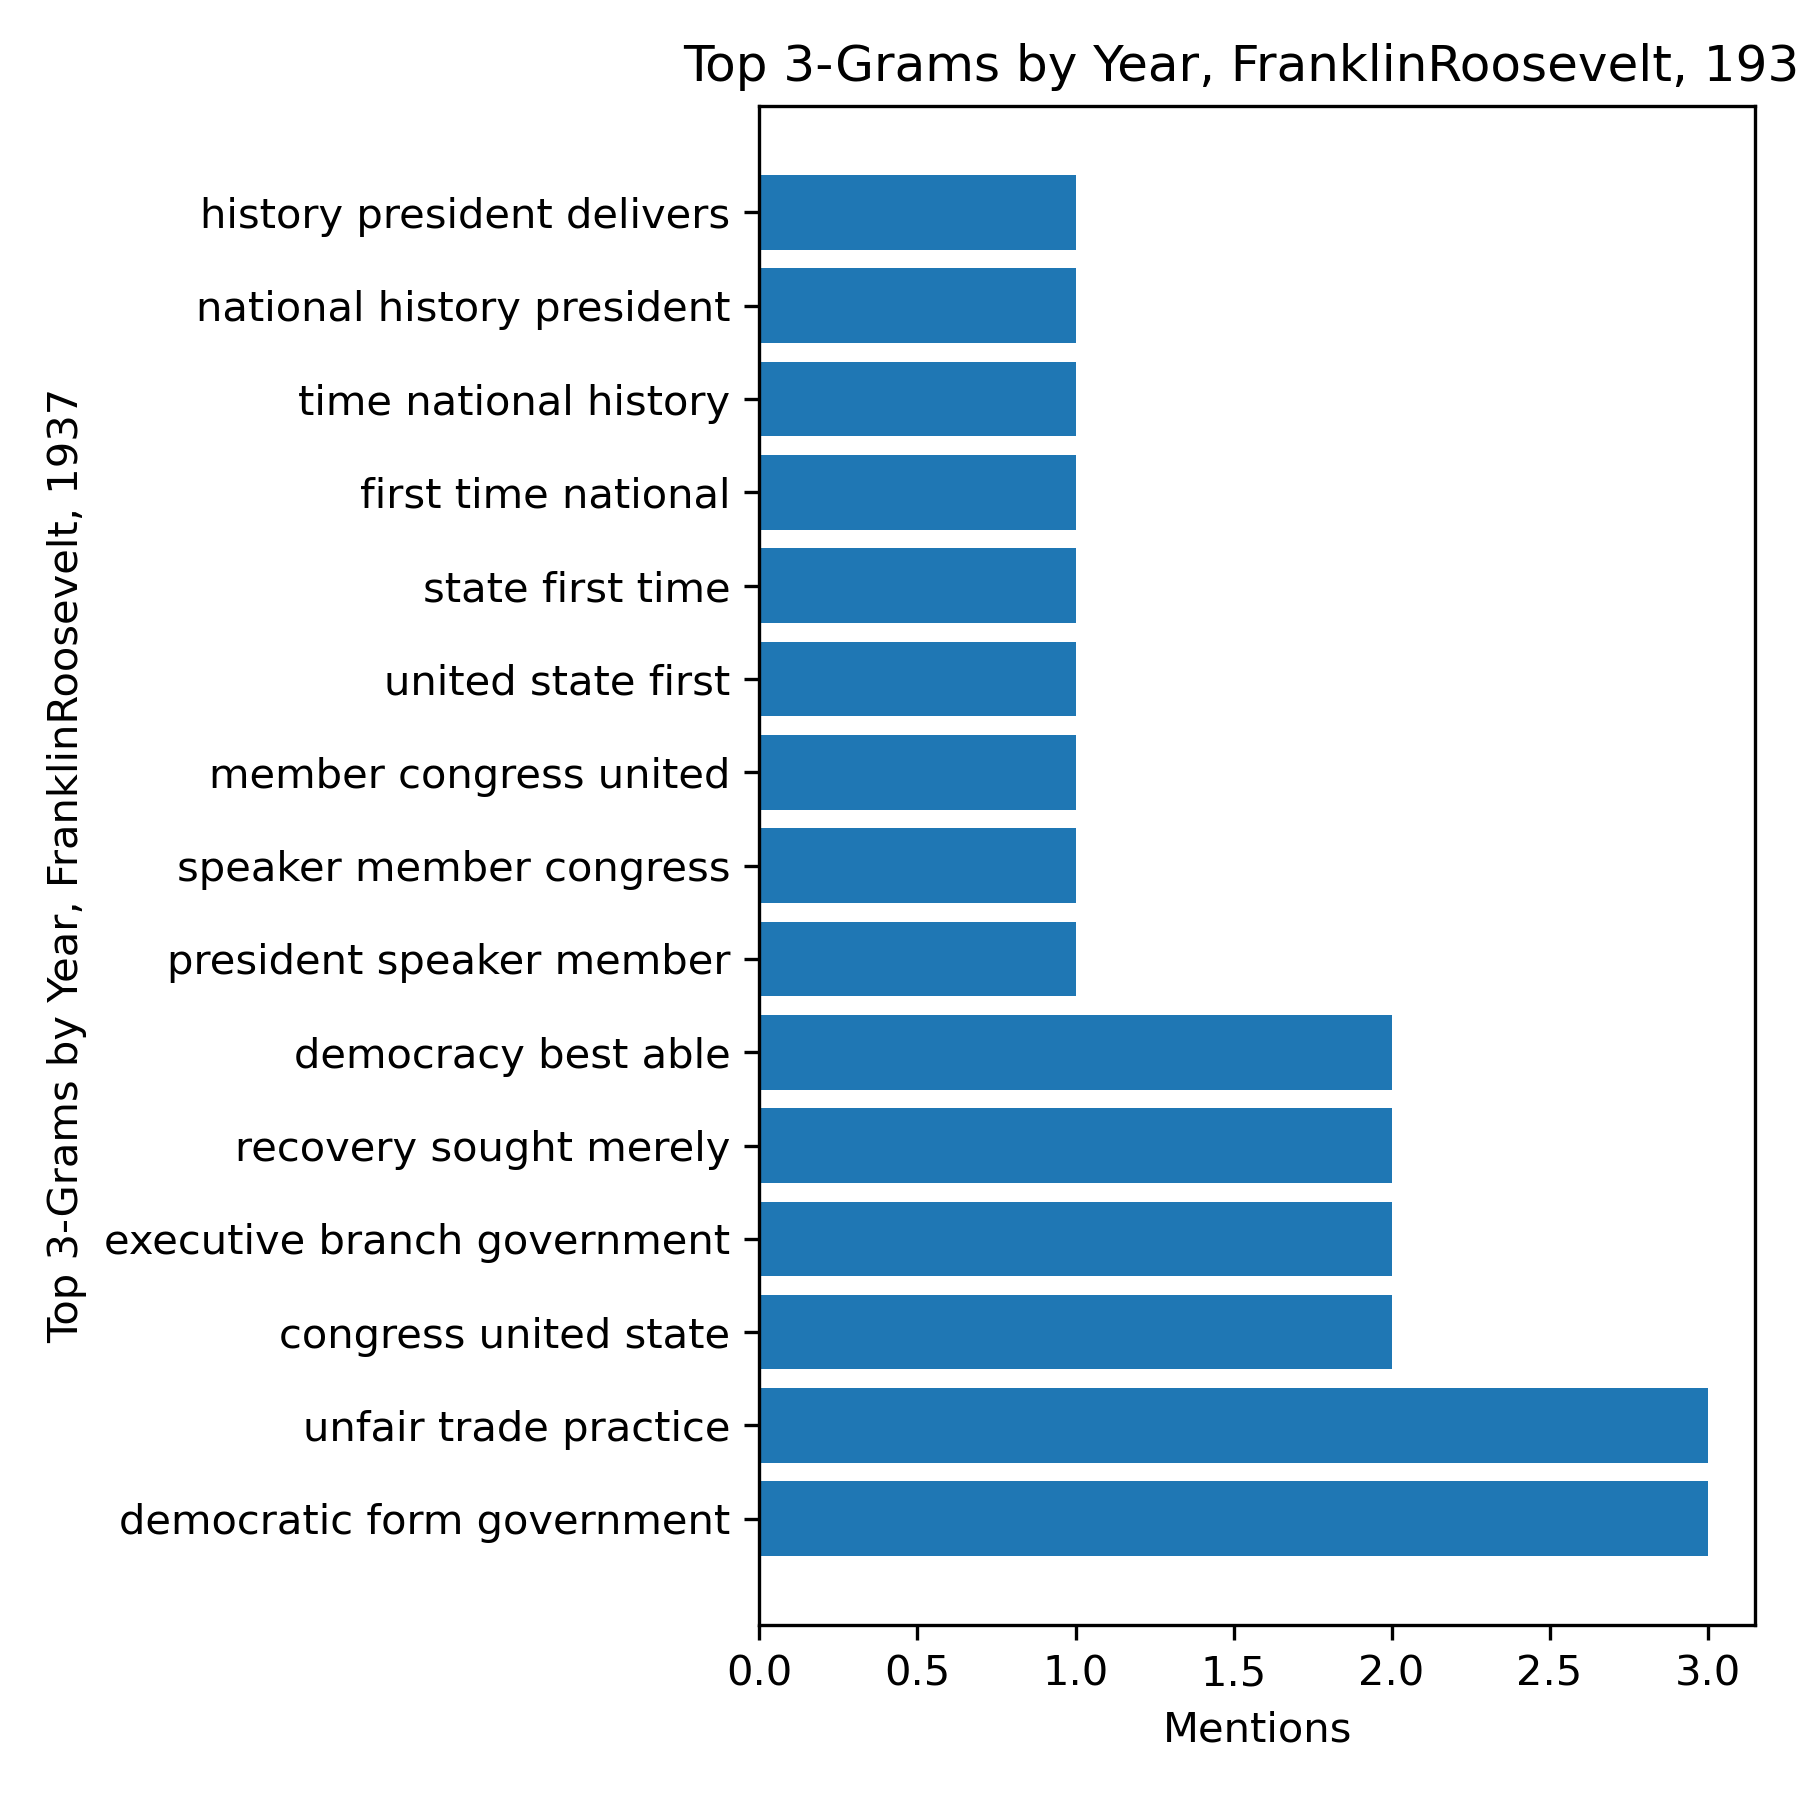 Top 3-Grams by Year, FranklinRoosevelt, 193
history president delivers
national history president
time national history
first time national
state first time
united state first
member congress united
speaker member congress
president speaker member
democracy best able
recovery sought merely
executive branch government
congress united state
unfair trade practice
democratic form government
Top 3-Grams by Year, FranklinRoosevelt, 1937
0.0 0.5 1.0 1.5 2.0 2.5 3.0
Mentions